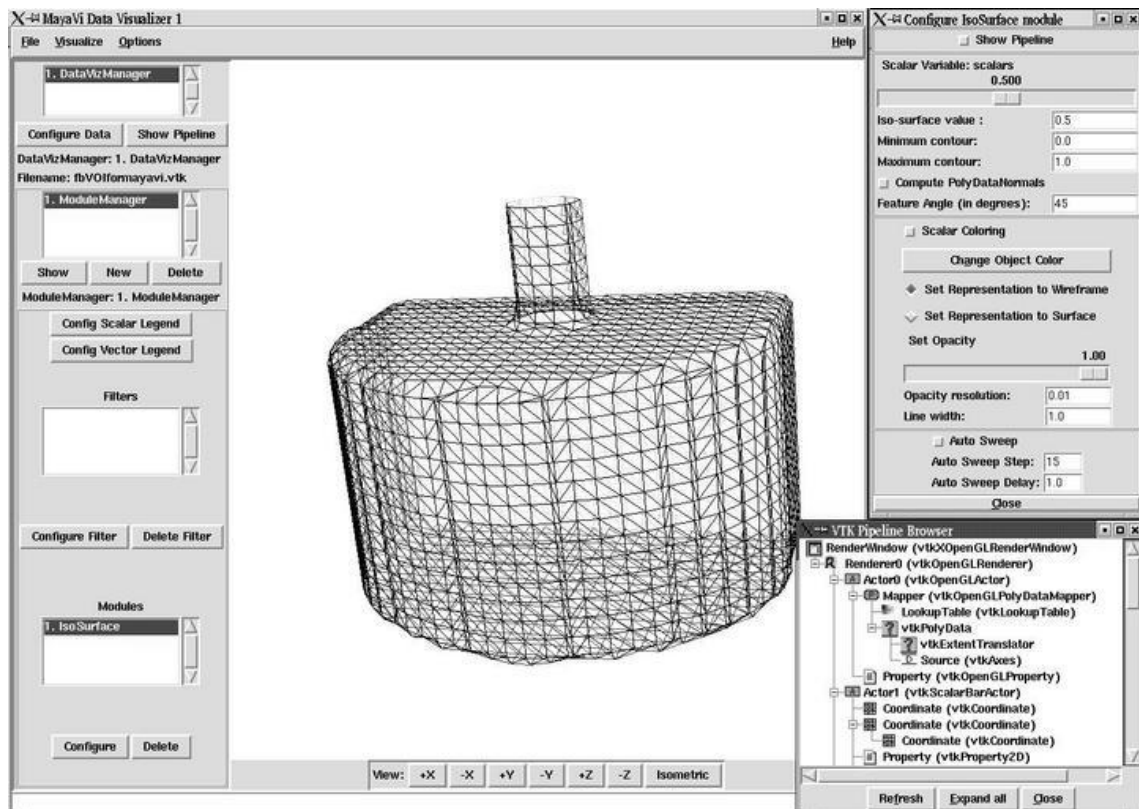 MayaVi Data Visualizer 1
File Visualize Options Help
1. DataVizManager
Configure Data Show Pipeline
DataVizManager: 1. DataVizManager
Filename: fbVOIformayavi.vtk
1. ModuleManager
Show New Delete
ModuleManager: 1. ModuleManager
Config Scalar Legend
Config Vector Legend
Filters
Configure Filter Delete Filter
Modules
1. IsoSurface
Configure Delete
View: +X -X +Y -Y +Z -Z Isometric
Configure IsoSurface module
Show Pipeline
Scalar Variable: scalars
0.500
Iso-surface value : 0.5
Minimum contour: 0.0
Maximum contour: 1.0
Compute PolyDataNormals
Feature Angle (in degrees): 45
Scalar Coloring
Change Object Color
Set Representation to Wireframe
Set Representation to Surface
Set Opacity
1.00
Opacity resolution: 0.01
Line width: 1.0
Auto Sweep
Auto Sweep Step: 15
Auto Sweep Delay: 1.0
Close
VTK Pipeline Browser
RenderWindow (vtkXOpenGLRenderWindow)
Renderer0 (vtkOpenGLRenderer)
Actor0 (vtkOpenGLActor)
Mapper (vtkOpenGLPolyDataMapper)
LookupTable (vtkLookupTable)
vtkPolyData
vtkExtentTranslator
Source (vtkAxes)
Property (vtkOpenGLProperty)
Actor1 (vtkScalarBarActor)
Coordinate (vtkCoordinate)
Coordinate (vtkCoordinate)
Coordinate (vtkCoordinate)
Property (vtkProperty2D)
Refresh Expand all Close